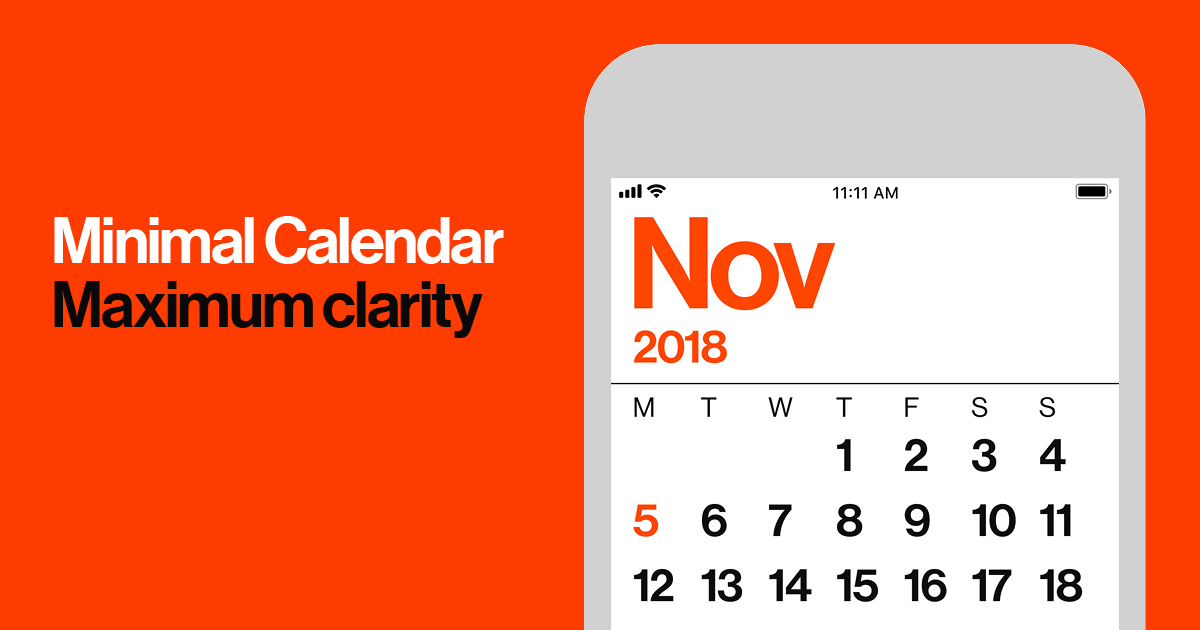 Minimal Calendar
Maximum clarity
11:11 AM
Nov
2018
M T W T F S S
1 2 3 4
5 6 7 8 9 10 11
12 13 14 15 16 17 18